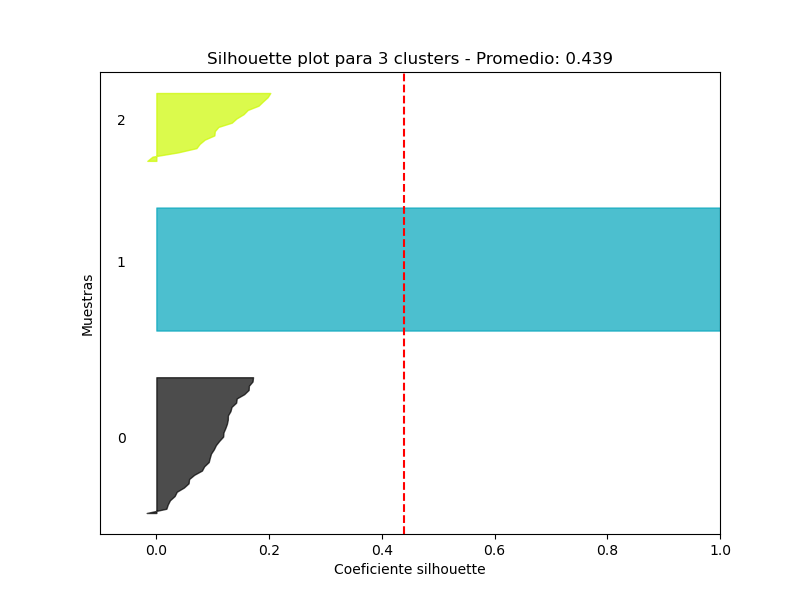 Silhouette plot para 3 clusters - Promedio: 0.439
2
1
0
Muestras
0.0 0.2 0.4 0.6 0.8 1.0
Coeficiente silhouette